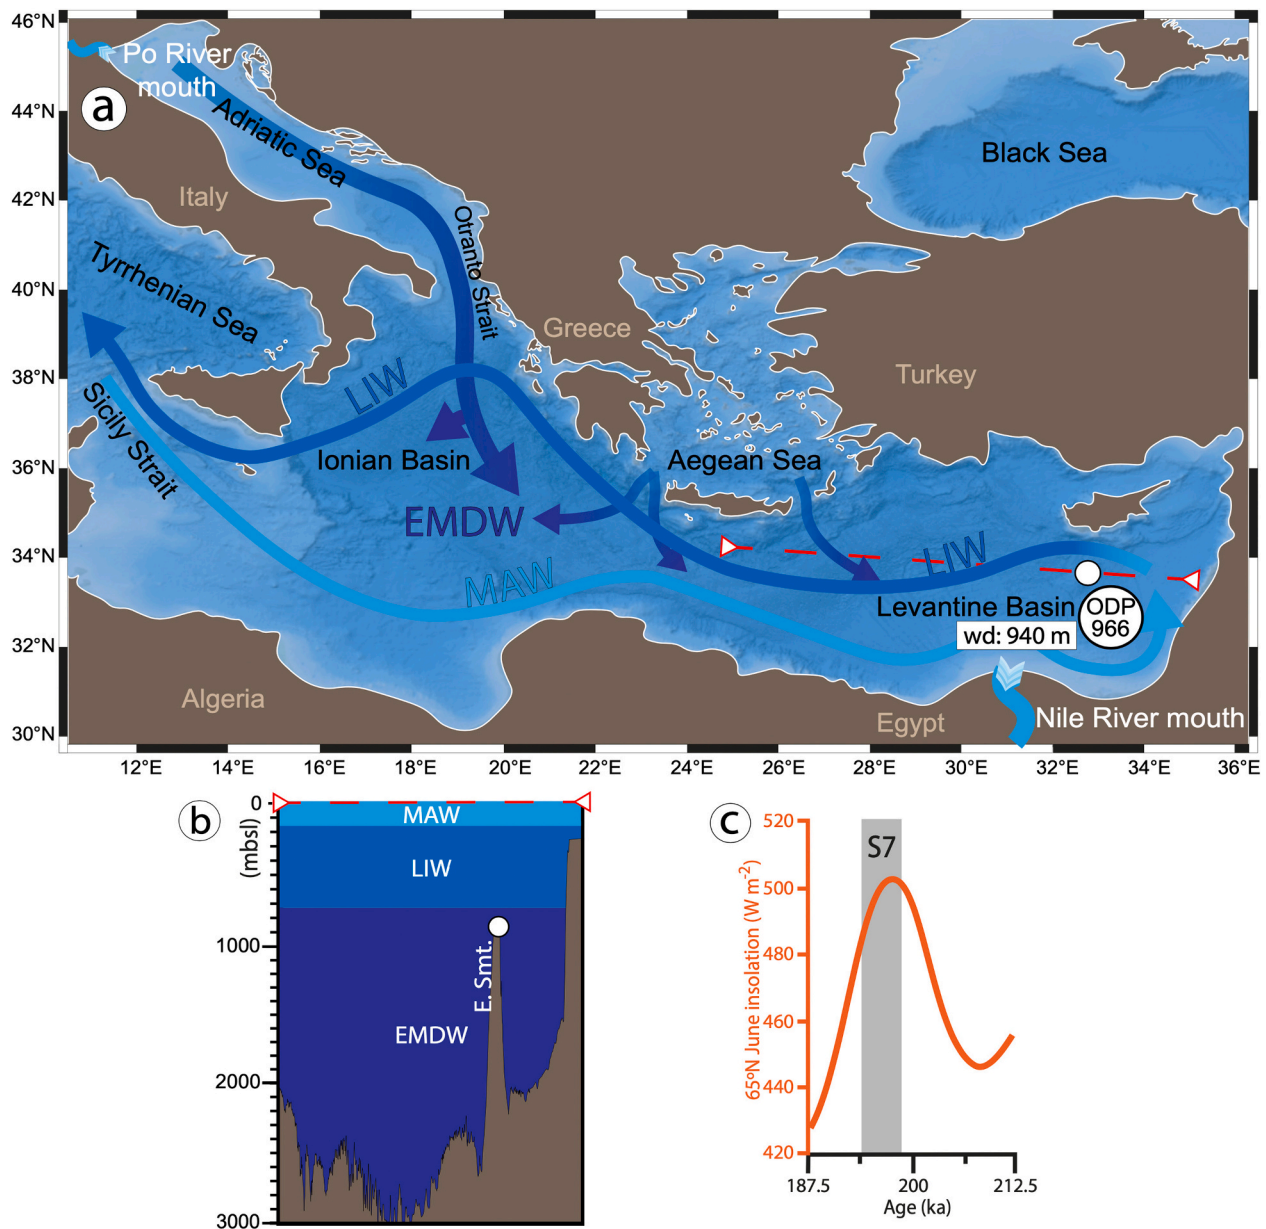 46°N
44°N
42°N
40°N
38°N
36°N
34°N
32°N
30°N
12°E
14°E
16°E
18°E
20°E
22°E
24°E
26°E
28°E
30°E
32°E
34°E
36°E
a
Po River
mouth
Adriatic Sea
Black Sea
Italy
Otranto Strait
Tyrrhenian Sea
Greece
Turkey
LIW
Sicily Strait
Ionian Basin
Aegean Sea
EMDW
LIW
MAW
Levantine Basin
ODP
966
wd: 940 m
Algeria
Egypt
Nile River mouth
b
0
(mbsl)
1000
2000
3000
MAW
LIW
E. Smt.
EMDW
c
520
500
480
460
440
420
65ºN June insolation (W m-2)
S7
187.5
200
212.5
Age (ka)